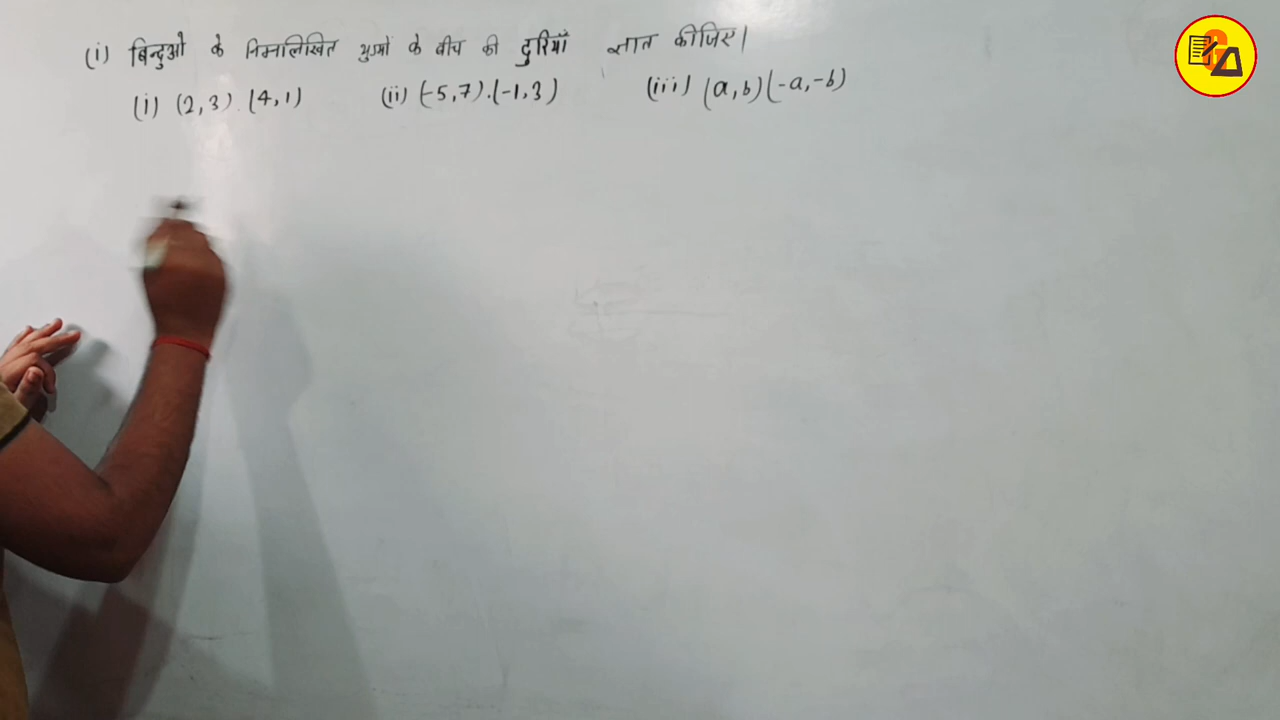 (i) बिन्दुओ के निम्नलिखित युग्मों के बीच की दुरियाँ ज्ञात कीजिए।
(i) (2,3) (4,1) (ii) (-5,7).(-1,3) (iii) (a,b)(-a,-b)